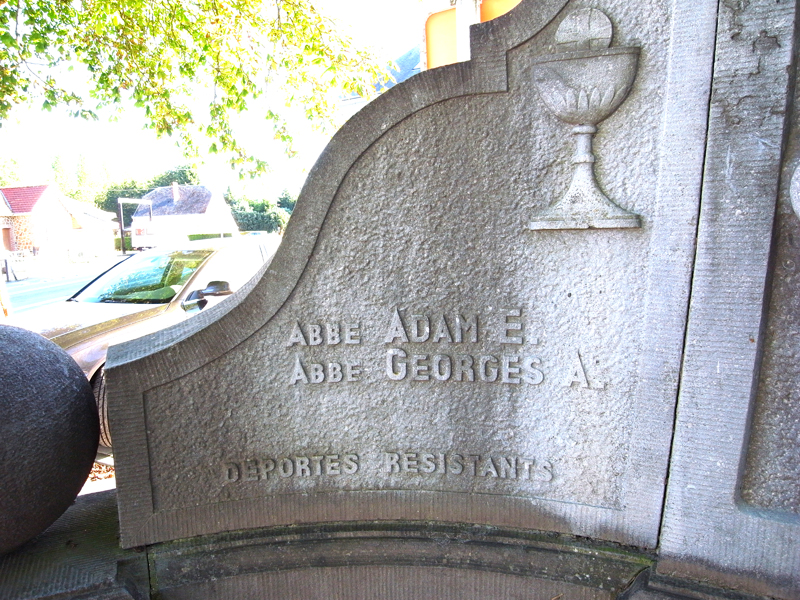 ABBE ADAM E.
ABBE GEORGES A.
DEPORTES RESISTANTS